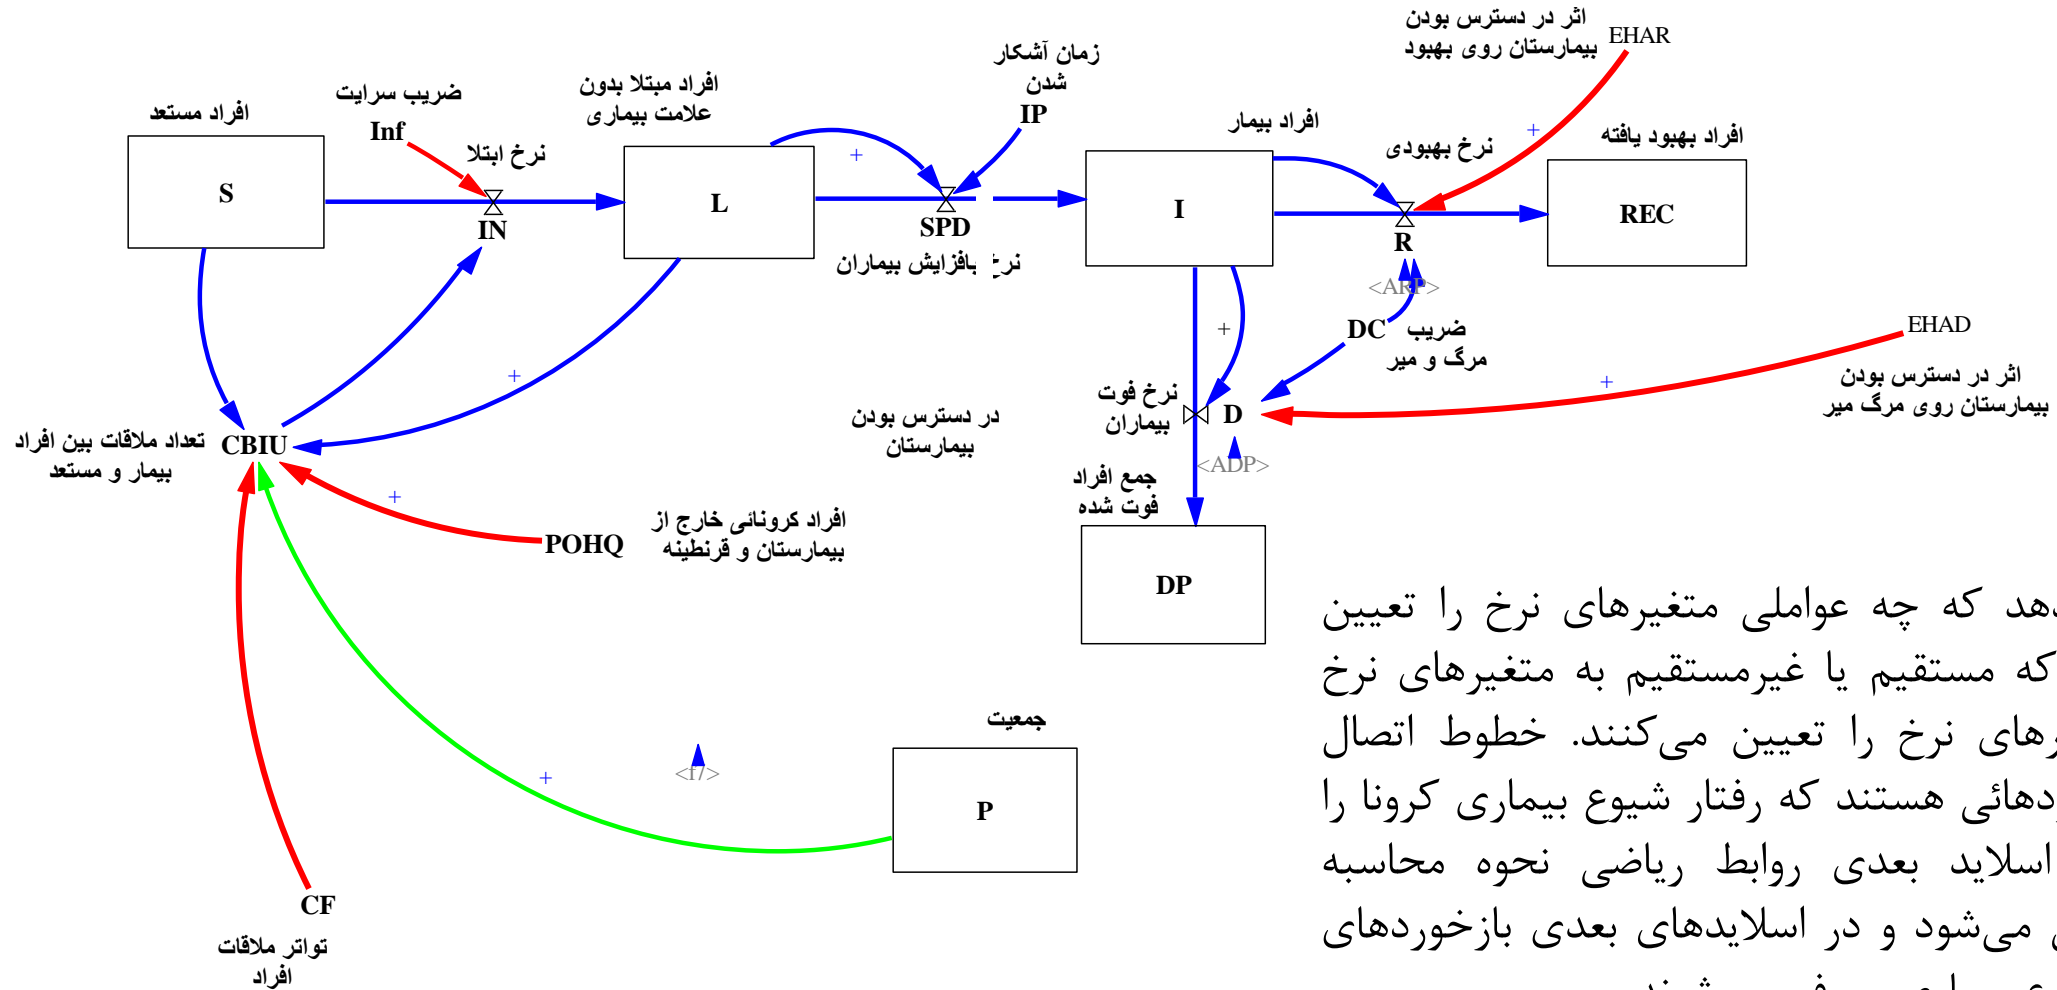 اثر در دسترس بودن
بیمارستان روی بهبود
EHAR
زمان آشکار
شدن
IP
افراد مبتلا بدون
علامت بیماری
ضریب سرایت
Inf
افراد مستعد
نرخ ابتلا
افراد بیمار
نرخ بهبودی
افراد بهبود یافته
+
+
S
IN
L
SPD
I
R
REC
نرخ افزایش بیماران
<ARP>
DC
ضریب
مرگ و میر
+
EHAD
اثر در دسترس بودن
بیمارستان روی مرگ میر
+
+
نرخ فوت
بیماران
D
<ADP>
در دسترس بودن
بیمارستان
تعداد ملاقات بین افراد
بیمار و مستعد
CBIU
جمع افراد
فوت شده
+
POHQ
افراد کرونائی خارج از
بیمارستان و قرنطینه
DP
که چه عواملی متغیرهای نرخ را تعیین
که مستقیم یا غیرمستقیم به متغیرهای نرخ
نرخ را تعیین می‌کنند. خطوط اتصال
هستند که رفتار شیوع بیماری کرونا را
اسلاید بعدی روابط ریاضی نحوه محاسبه
می‌شود و در اسلایدهای بعدی بازخوردهای
جمعیت
<f7>
+
P
CF
تواتر ملاقات
افراد